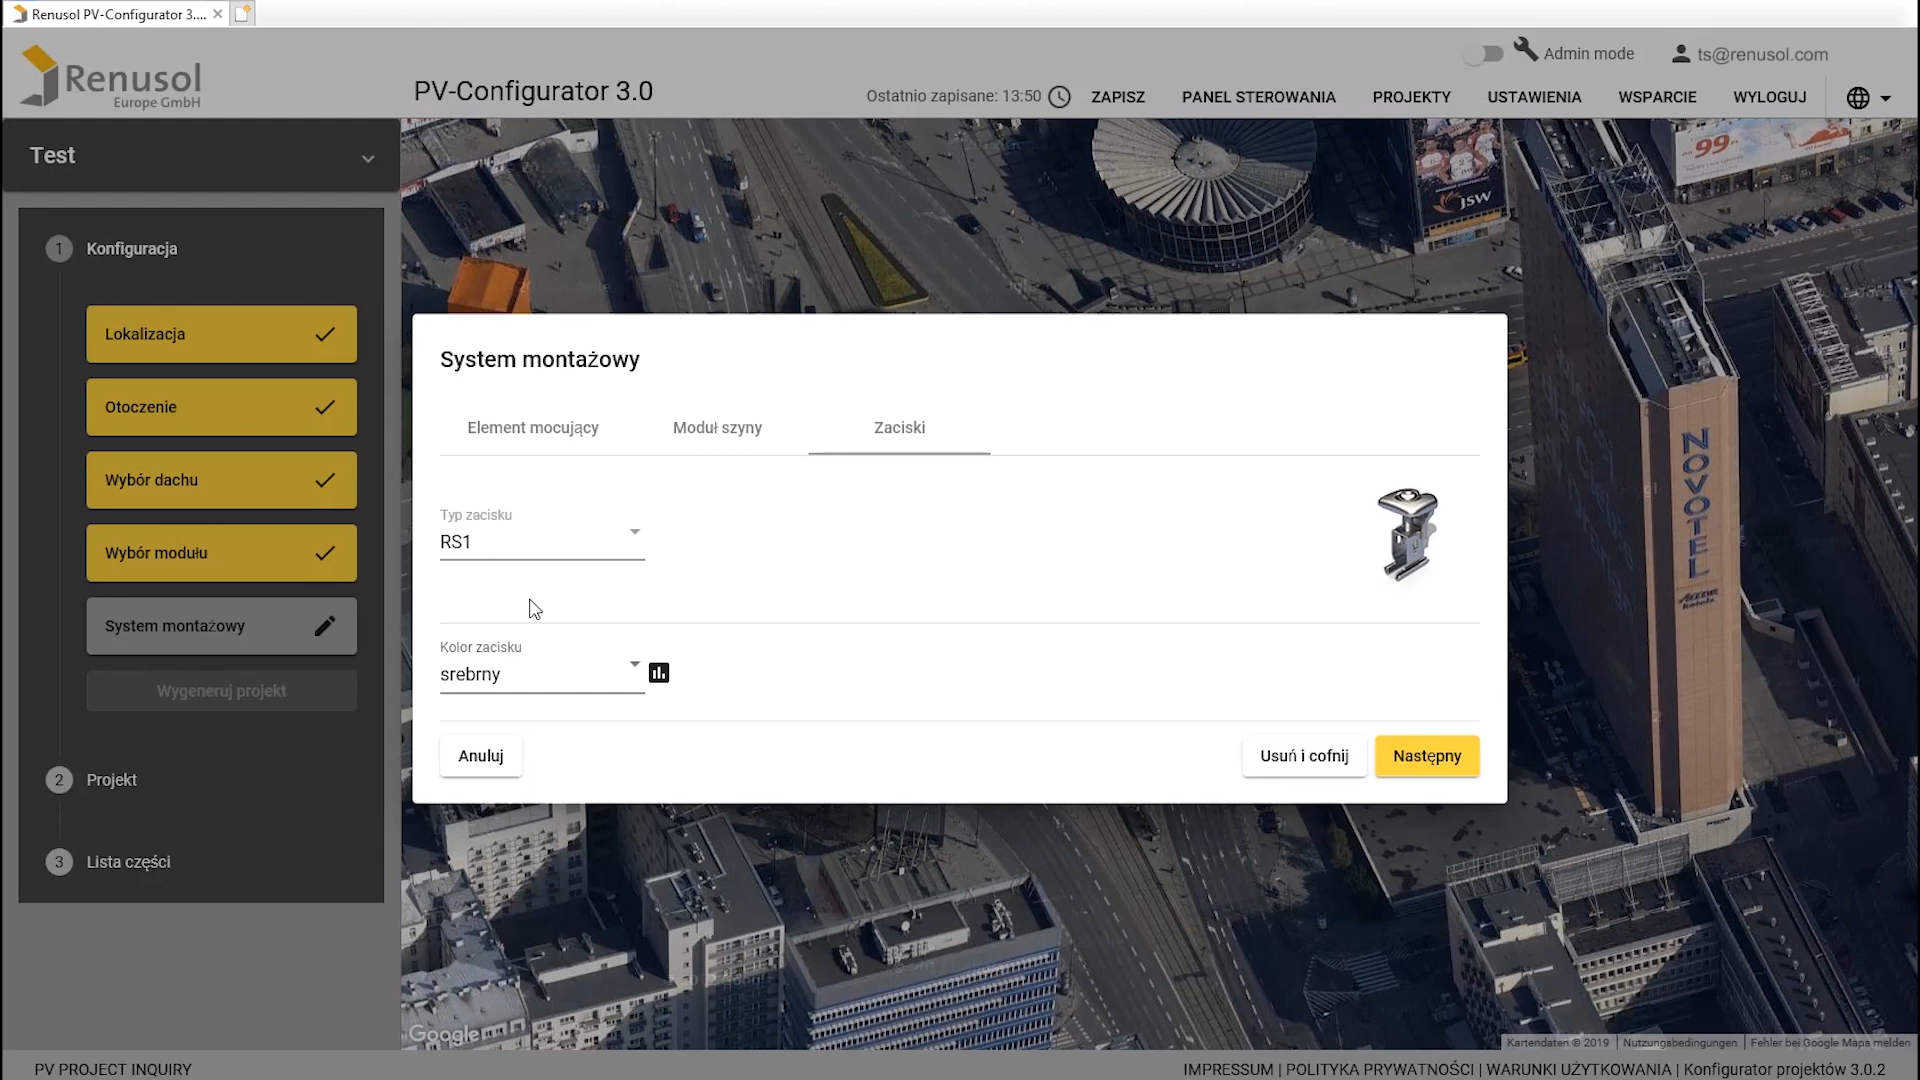 Renusol PV-Configurator 3....
Renusol
Europe GmbH
PV-Configurator 3.0
Admin mode
ts@renusol.com
Ostatnio zapisane: 13:50
ZAPISZ
PANEL STEROWANIA
PROJEKTY
USTAWIENIA
WSPARCIE
WYLOGUJ
Test
1 Konfiguracja
Lokalizacja
Otoczenie
Wybór dachu
Wybór modułu
System montażowy
Wygeneruj projekt
2 Projekt
3 Lista części
99
JSW
NOVOTEL
System montażowy
Element mocujący
Moduł szyny
Zaciski
Typ zacisku
RS1
Kolor zacisku
srebrny
Anuluj
Usuń i cofnij
Następny
Google
Kartendaten © 2019
Nutzungsbedingungen
Fehler bei Google Maps melden
PV PROJECT INQUIRY
IMPRESSUM | POLITYKA PRYWATNOŚCI | WARUNKI UŻYTKOWANIA | Konfigurator projektów 3.0.2